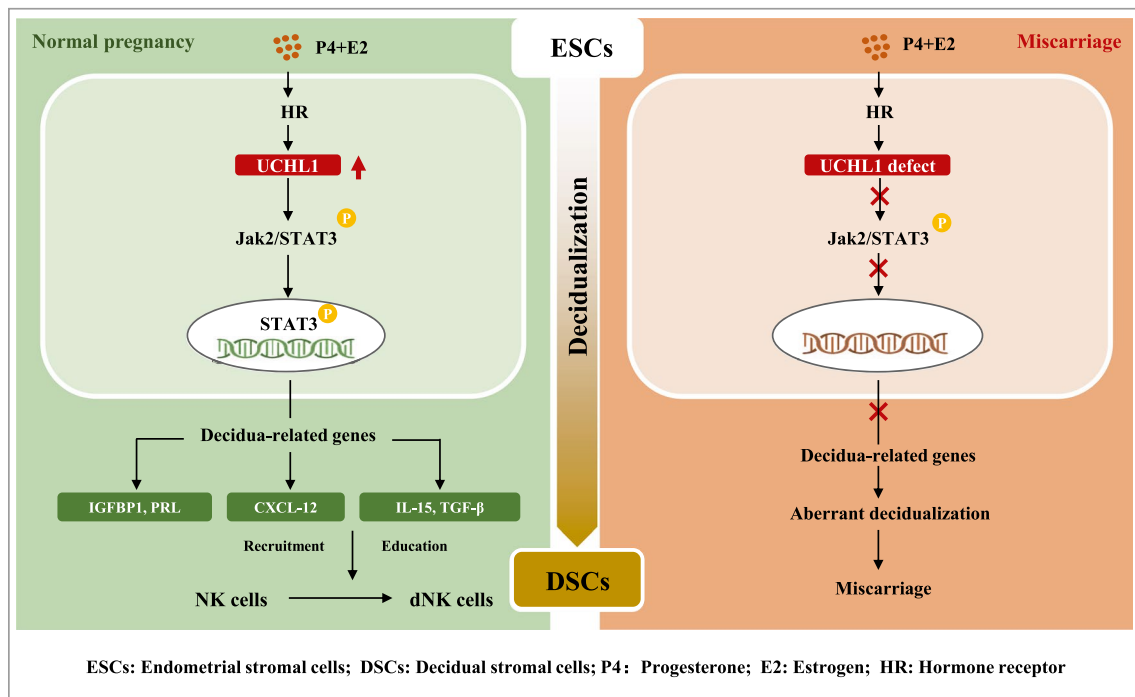 Normal pregnancy
P4+E2
HR
UCHL1
P
Jak2/STAT3
STAT3
P
Decidua-related genes
IGFBP1, PRL
CXCL-12
IL-15, TGF-β
Recruitment
Education
NK cells
dNK cells
ESCs
Decidualization
DSCs
Miscarriage
P4+E2
HR
UCHL1 defect
P
Jak2/STAT3
Decidua-related genes
Aberrant decidualization
Miscarriage
ESCs: Endometrial stromal cells; DSCs: Decidual stromal cells; P4: Progesterone; E2: Estrogen; HR: Hormone receptor